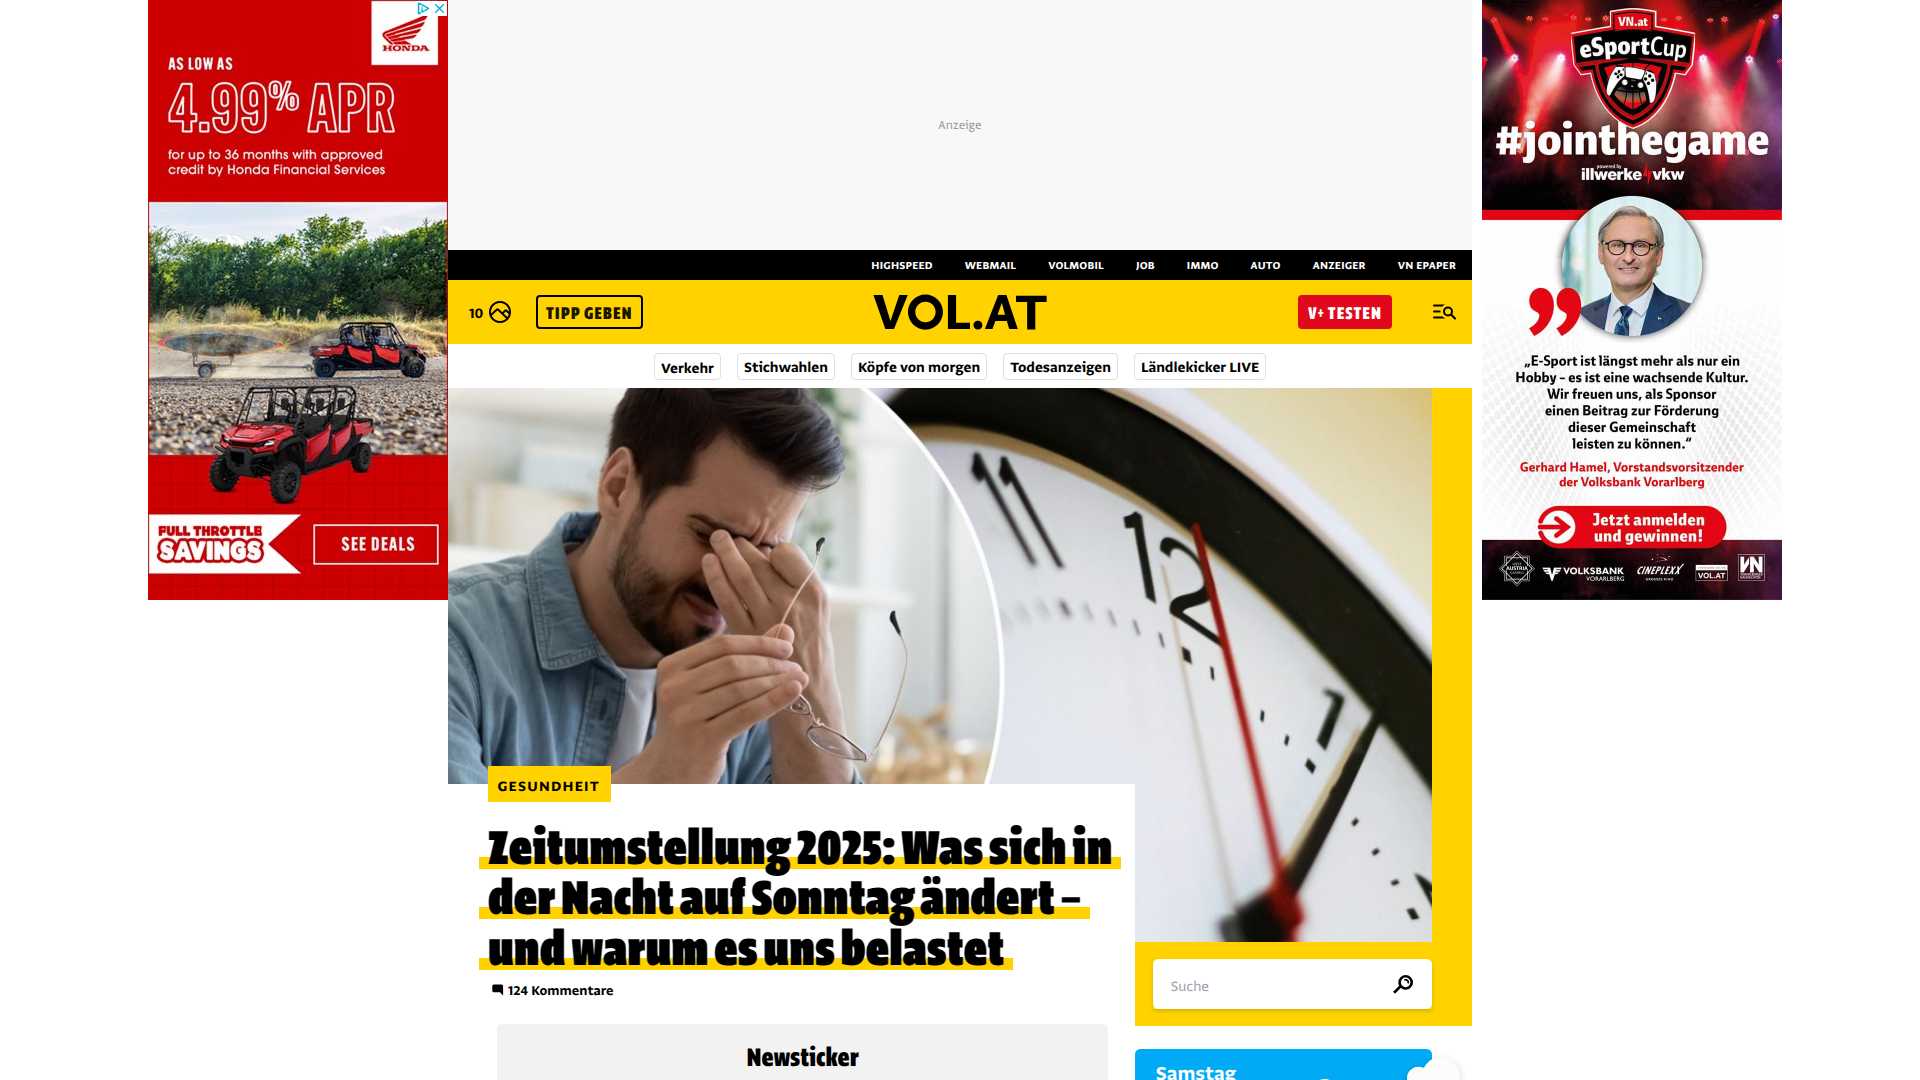 HONDA
AS LOW AS
4.99% APR
for up to 36 months with approved
credit by Honda Financial Services
FULL THROTTLE
SAVINGS
SEE DEALS
Anzeige
HIGHSPEED
WEBMAIL
VOLMOBIL
JOB
IMMO
AUTO
ANZEIGER
VN EPAPER
10
TIPP GEBEN
VOL.AT
V+ TESTEN
Verkehr
Stichwahlen
Köpfe von morgen
Todesanzeigen
Ländlekicker LIVE
11
12
1
GESUNDHEIT
Zeitumstellung 2025: Was sich in
der Nacht auf Sonntag ändert –
und warum es uns belastet
124 Kommentare
Newsticker
Suche
Samstag
VN.at
eSportCup
#jointhegame
powered by
illwerke vkw
„E-Sport ist längst mehr als nur ein
Hobby – es ist eine wachsende Kultur.
Wir freuen uns, als Sponsor
einen Beitrag zur Förderung
dieser Gemeinschaft
leisten zu können.“
Gerhard Hamel, Vorstandsvorsitzender
der Volksbank Vorarlberg
Jetzt anmelden
und gewinnen!
AUSTRIA
VOLKSBANK
VORARLBERG
CINEPLEXX
VOL.AT
VN